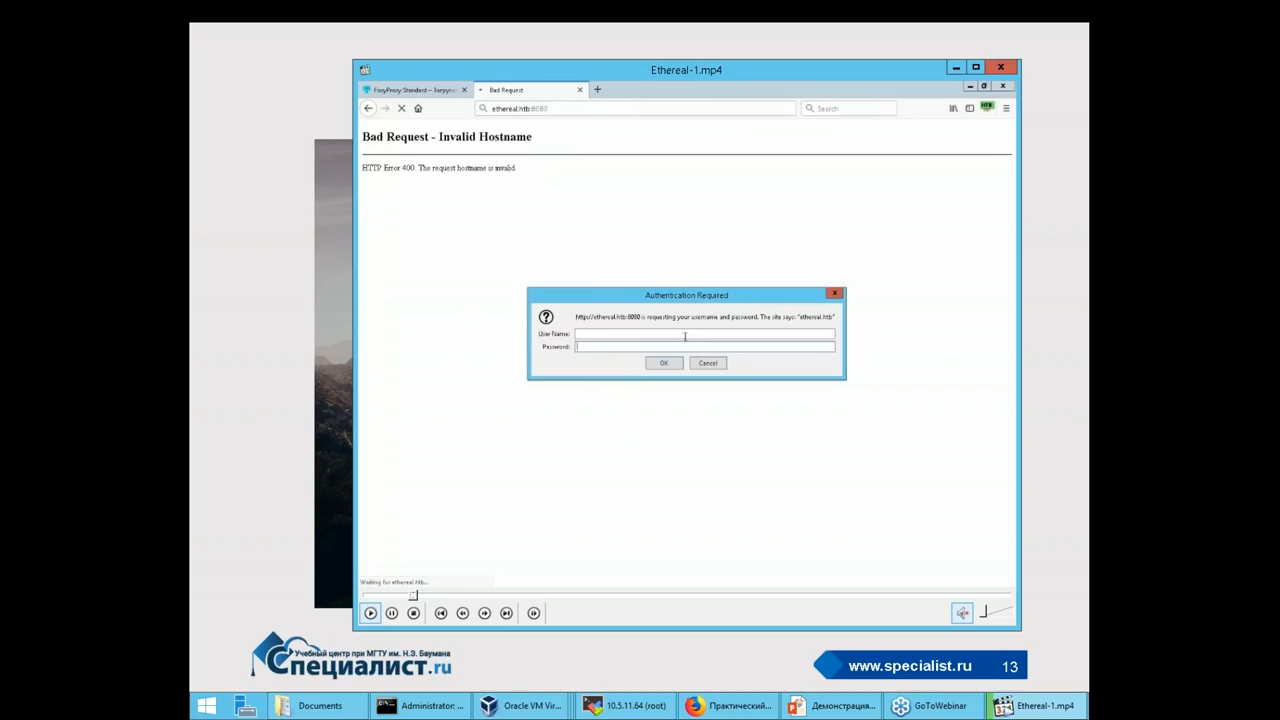 Ethereal-1.mp4
FoxyProxy Standard – Загрузк
Bad Request
ethereal.htb:8080
Search
HTB
Bad Request - Invalid Hostname
HTTP Error 400. The request hostname is invalid.
Authentication Required
http://ethereal.htb:8080 is requesting your username and password. The site says: "ethereal.htb"
User Name:
Password:
OK
Cancel
Waiting for ethereal.htb...
Учебный центр при МГТУ им. Н.Э. Баумана
Специалист.ru
www.specialist.ru
13
Documents
Administrator: ...
Oracle VM Vir...
10.5.11.64 (root)
Практический...
Демонстрация...
GoToWebinar
Ethereal-1.mp4